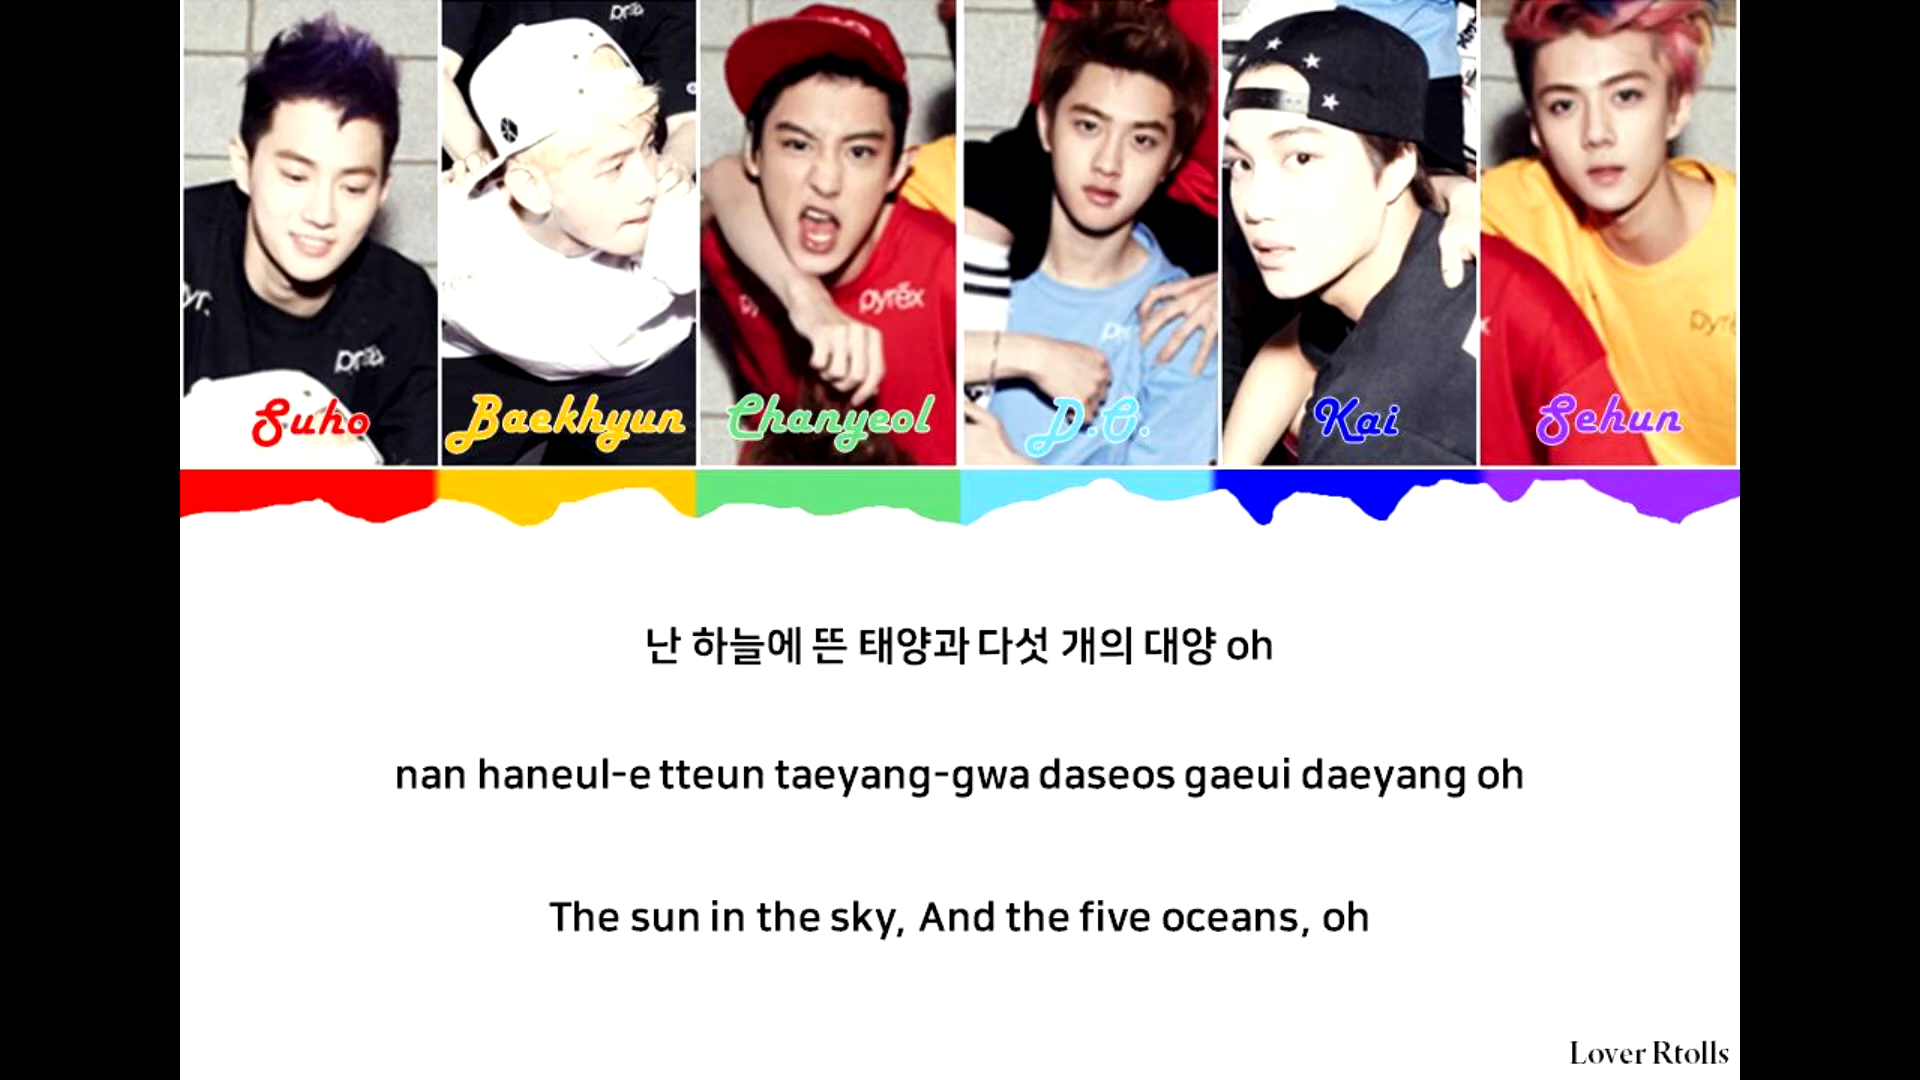 pyrex
Suho Baekhyun Chanyeol D.O. Kai Sehun
난 하늘에 뜬 태양과 다섯 개의 대양 oh
nan haneul-e tteun taeyang-gwa daseos gaeui daeyang oh
The sun in the sky, And the five oceans, oh
Lover Rtolls